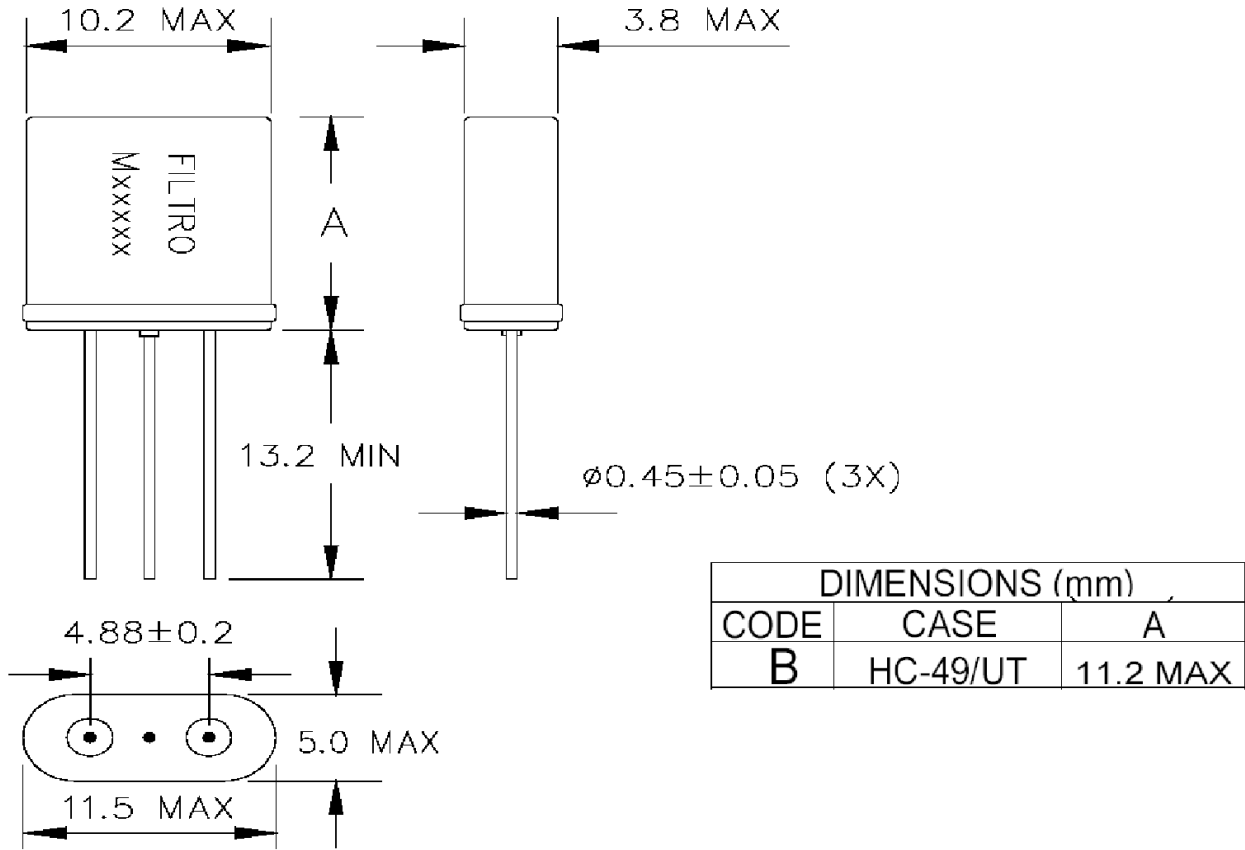 10.2 MAX
3.8 MAX
FILTRO
Mxxxxx
A
13.2 MIN
ø0.45±0.05 (3X)
4.88±0.2
5.0 MAX
11.5 MAX
DIMENSIONS (mm)
CODE CASE A
B HC-49/UT 11.2 MAX